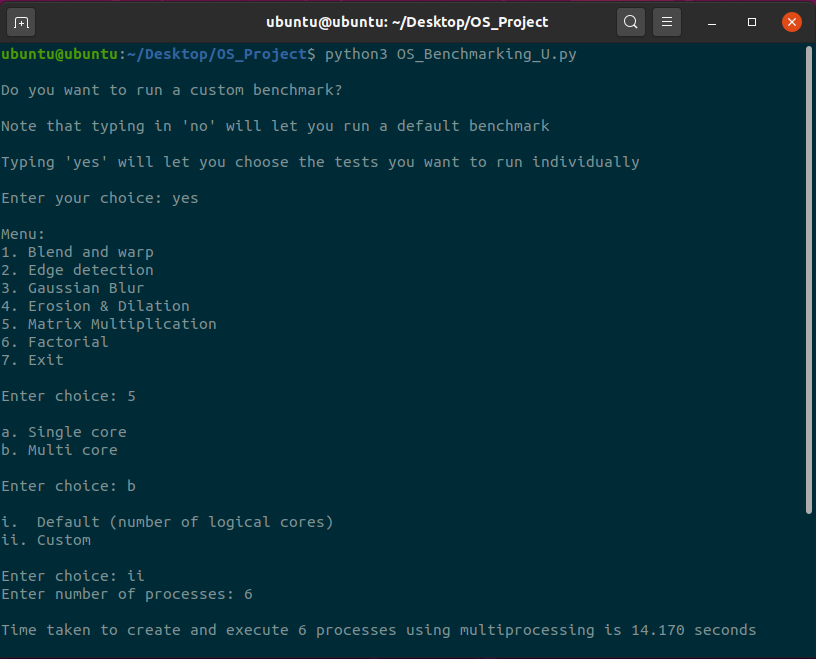 ubuntu@ubuntu: ~/Desktop/OS_Project
ubuntu@ubuntu:~/Desktop/OS_Project$ python3 OS_Benchmarking_U.py
Do you want to run a custom benchmark?
Note that typing in 'no' will let you run a default benchmark
Typing 'yes' will let you choose the tests you want to run individually
Enter your choice: yes
Menu:
1. Blend and warp
2. Edge detection
3. Gaussian Blur
4. Erosion & Dilation
5. Matrix Multiplication
6. Factorial
7. Exit
Enter choice: 5
a. Single core
b. Multi core
Enter choice: b
i.  Default (number of logical cores)
ii. Custom
Enter choice: ii
Enter number of processes: 6
Time taken to create and execute 6 processes using multiprocessing is 14.170 seconds